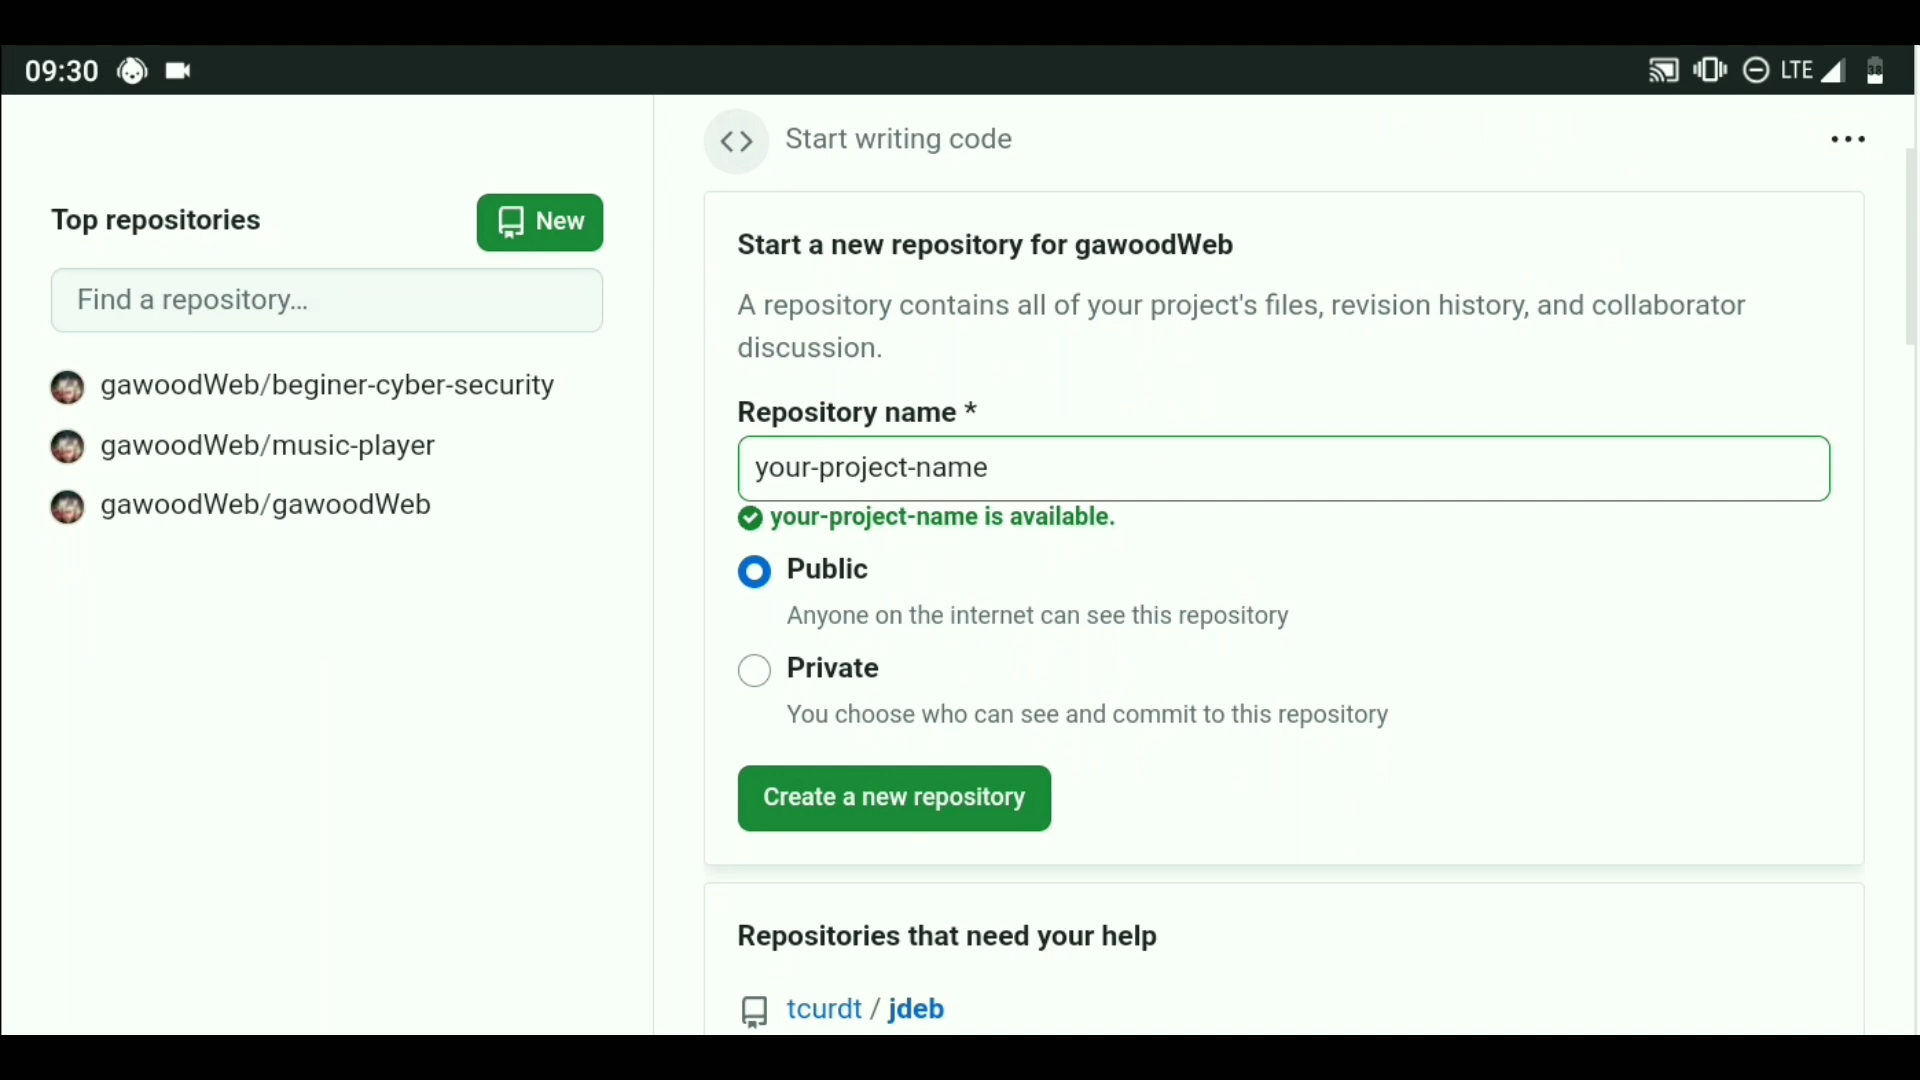 09:30
LTE
38
Top repositories
New
Find a repository...
gawoodWeb/beginer-cyber-security
gawoodWeb/music-player
gawoodWeb/gawoodWeb
Start writing code
Start a new repository for gawoodWeb
A repository contains all of your project's files, revision history, and collaborator
discussion.
Repository name *
your-project-name
your-project-name is available.
Public
Anyone on the internet can see this repository
Private
You choose who can see and commit to this repository
Create a new repository
Repositories that need your help
tcurdt / jdeb